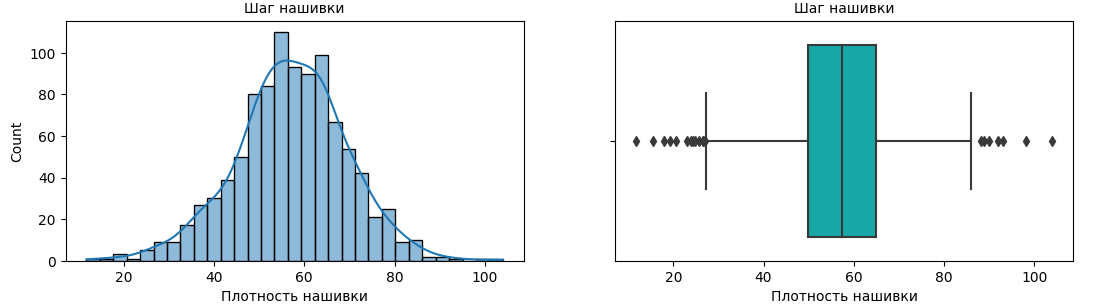 Шаг нашивки
Count
100
80
60
40
20
0
20 40 60 80 100
Плотность нашивки
Шаг нашивки
20 40 60 80 100
Плотность нашивки